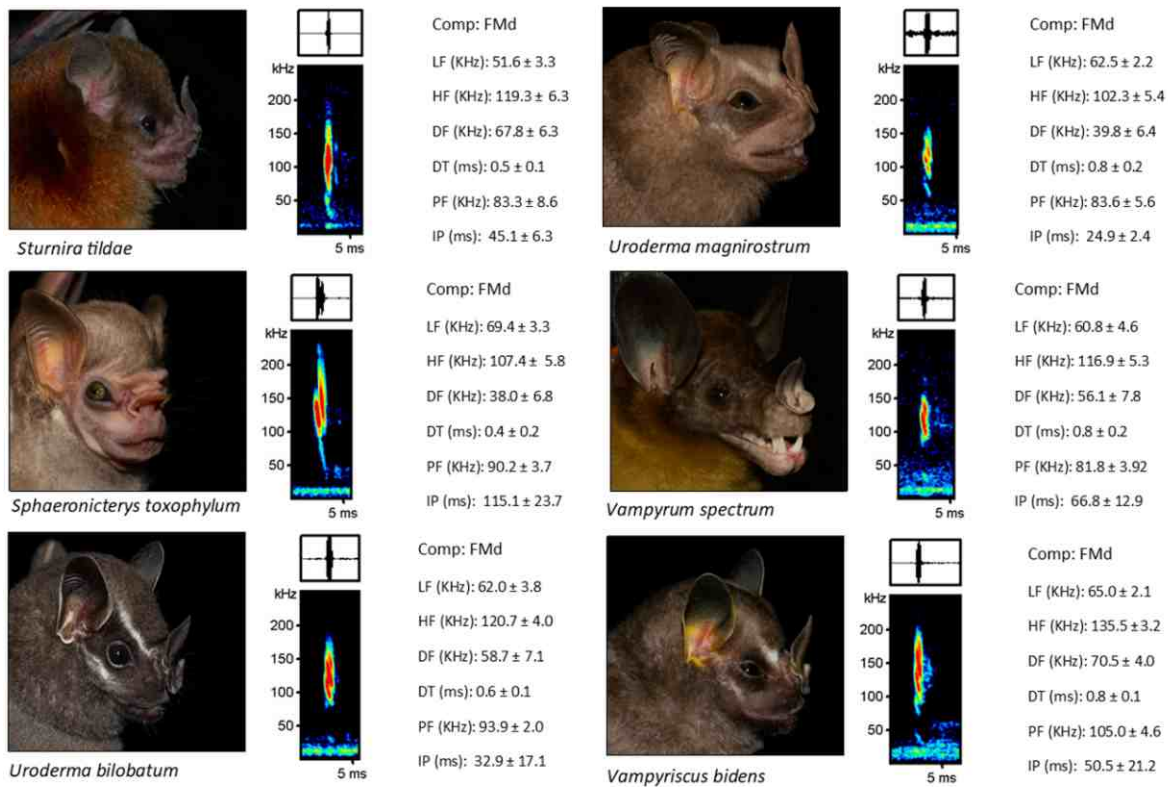 Comp: FMd
kHz
200
150
100
50
5 ms
LF (KHz): 51.6 ± 3.3
HF (KHz): 119.3 ± 6.3
DF (KHz): 67.8 ± 6.3
DT (ms): 0.5 ± 0.1
PF (KHz): 83.3 ± 8.6
IP (ms): 45.1 ± 6.3
Sturnira tildae
Comp: FMd
kHz
200
150
100
50
5 ms
LF (KHz): 62.5 ± 2.2
HF (KHz): 102.3 ± 5.4
DF (KHz): 39.8 ± 6.4
DT (ms): 0.8 ± 0.2
PF (KHz): 83.6 ± 5.6
IP (ms): 24.9 ± 2.4
Uroderma magnirostrum
Comp: FMd
kHz
200
150
100
50
5 ms
LF (KHz): 69.4 ± 3.3
HF (KHz): 107.4 ± 5.8
DF (KHz): 38.0 ± 6.8
DT (ms): 0.4 ± 0.2
PF (KHz): 90.2 ± 3.7
IP (ms): 115.1 ± 23.7
Sphaeronicterys toxophylum
Comp: FMd
kHz
200
150
100
50
5 ms
LF (KHz): 60.8 ± 4.6
HF (KHz): 116.9 ± 5.3
DF (KHz): 56.1 ± 7.8
DT (ms): 0.8 ± 0.2
PF (KHz): 81.8 ± 3.92
IP (ms): 66.8 ± 12.9
Vampyrum spectrum
Comp: FMd
kHz
200
150
100
50
5 ms
LF (KHz): 62.0 ± 3.8
HF (KHz): 120.7 ± 4.0
DF (KHz): 58.7 ± 7.1
DT (ms): 0.6 ± 0.1
PF (KHz): 93.9 ± 2.0
IP (ms): 32.9 ± 17.1
Uroderma bilobatum
Comp: FMd
kHz
200
150
100
50
5 ms
LF (KHz): 65.0 ± 2.1
HF (KHz): 135.5 ± 3.2
DF (KHz): 70.5 ± 4.0
DT (ms): 0.8 ± 0.1
PF (KHz): 105.0 ± 4.6
IP (ms): 50.5 ± 21.2
Vampyriscus bidens